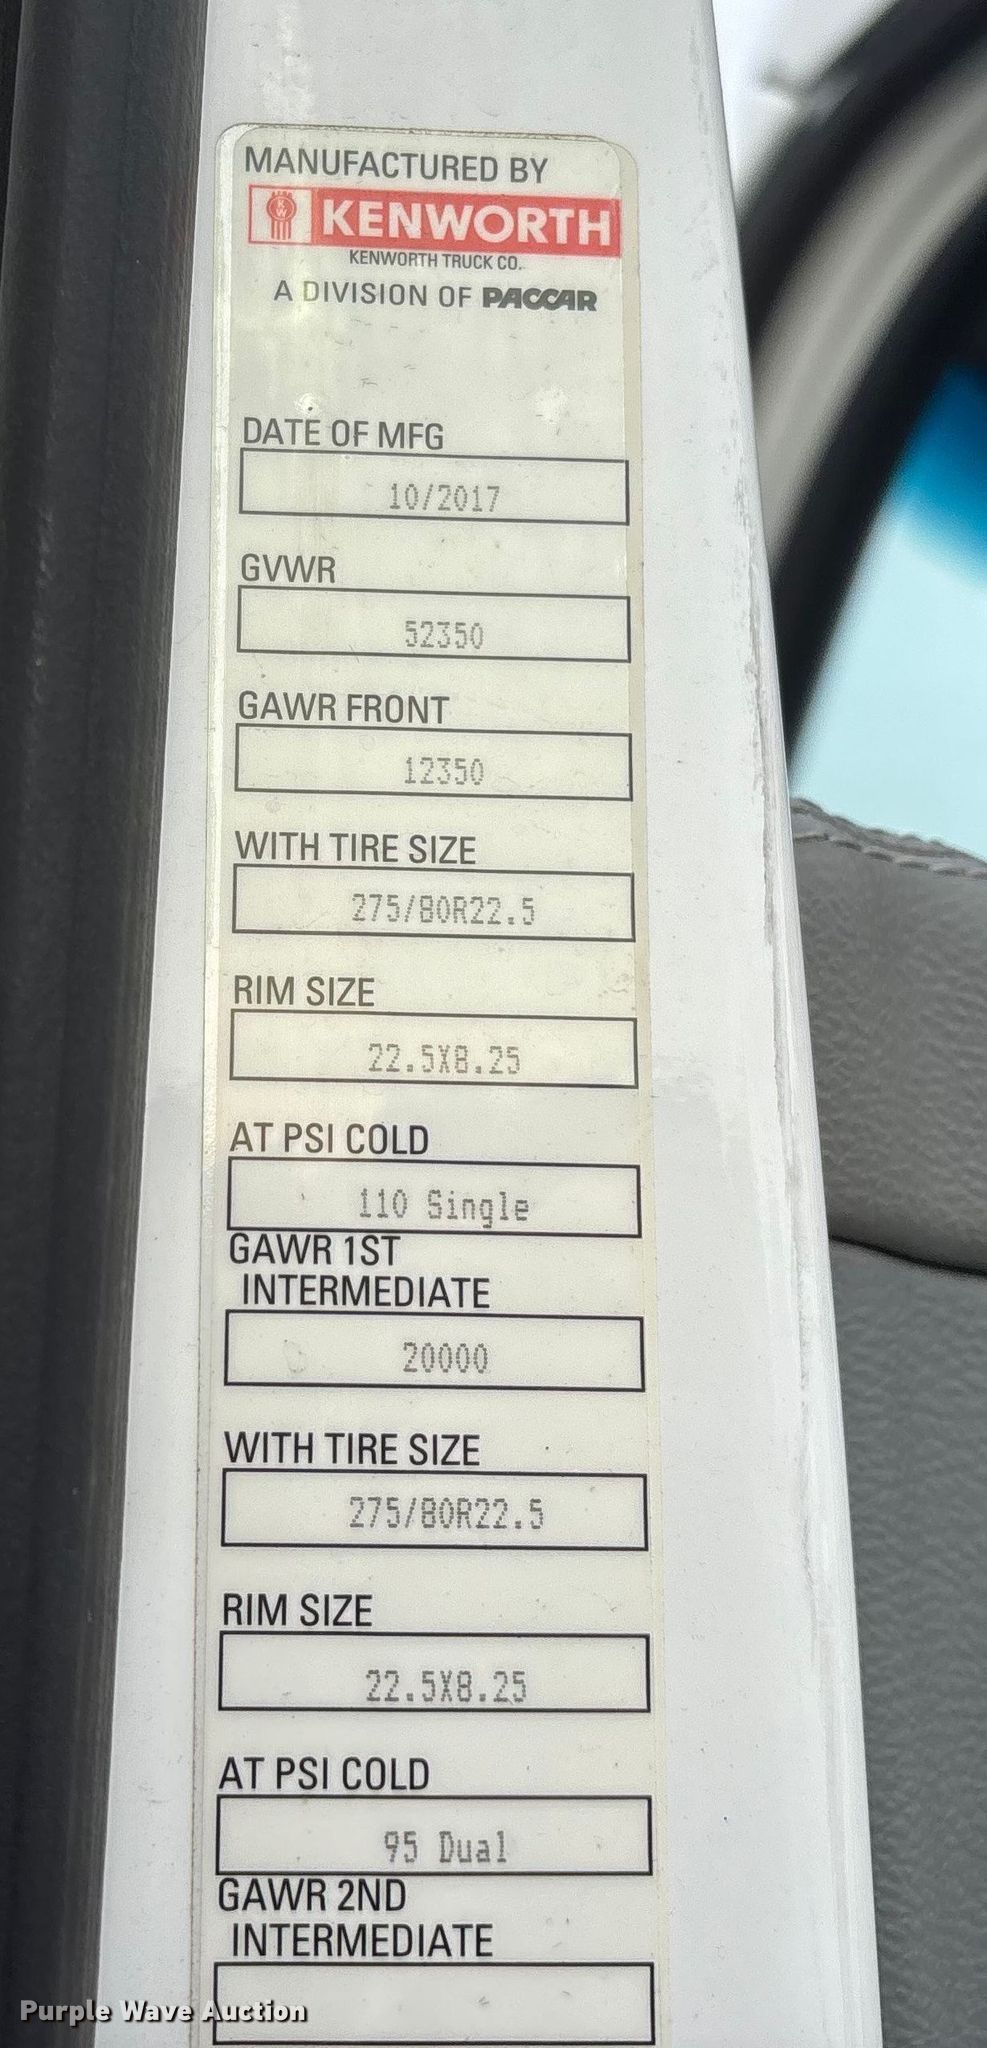 MANUFACTURED BY
KW KENWORTH
KENWORTH TRUCK CO.
A DIVISION OF PACCAR
DATE OF MFG
10/2017
GVWR
52350
GAWR FRONT
12350
WITH TIRE SIZE
275/80R22.5
RIM SIZE
22.5X8.25
AT PSI COLD
110 Single
GAWR 1ST
INTERMEDIATE
20000
WITH TIRE SIZE
275/80R22.5
RIM SIZE
22.5X8.25
AT PSI COLD
95 Dual
GAWR 2ND
INTERMEDIATE
Purple Wave Auction